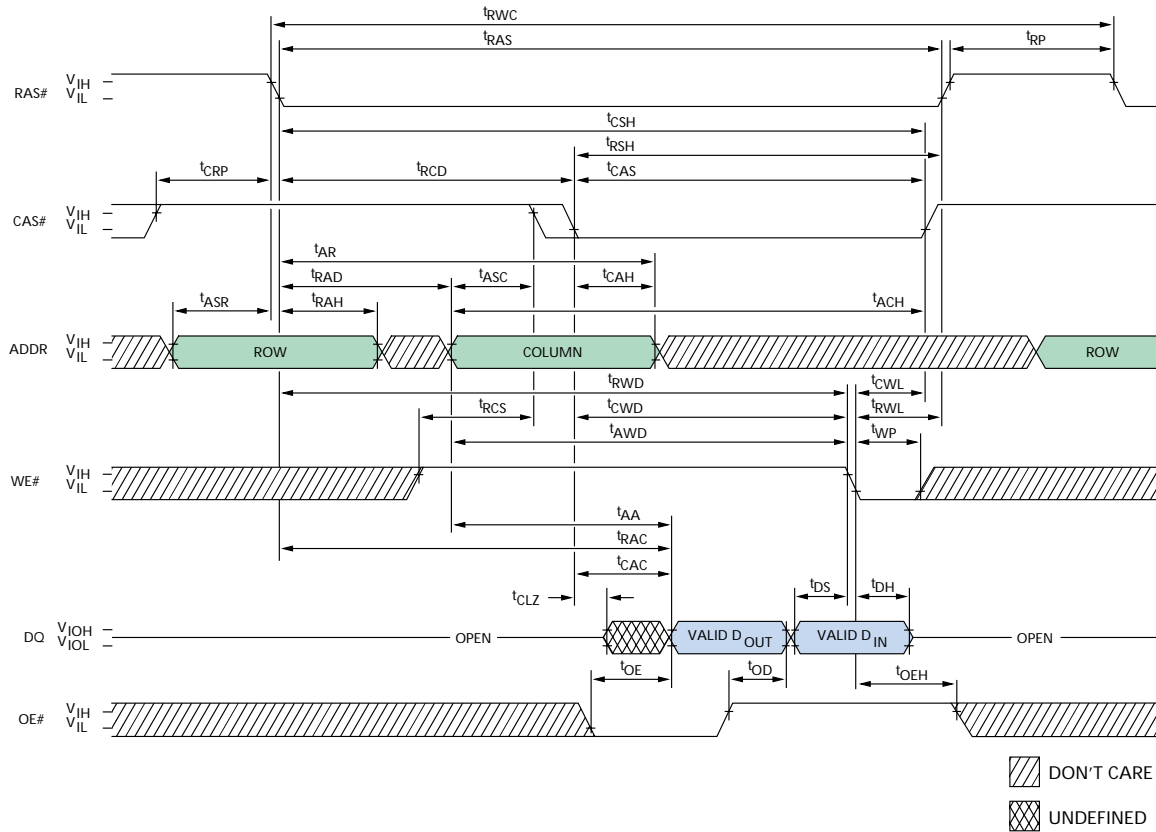 tRWC
tRAS tRP
RAS# VIH
VIL
tCSH
tRSH
tCRP tRCD tCAS
CAS# VIH
VIL
tAR
tRAD tASC tCAH
tASR tRAH tACH
ADDR VIH
VIL
ROW COLUMN ROW
tRWD tCWL
tRCS tCWD tRWL
tAWD tWP
WE# VIH
VIL
tAA
tRAC
tCAC
tCLZ tDS tDH
DQ VIOH
VIOL
OPEN VALID DOUT VALID DIN OPEN
tOE tOD tOEH
OE# VIH
VIL
DON'T CARE
UNDEFINED